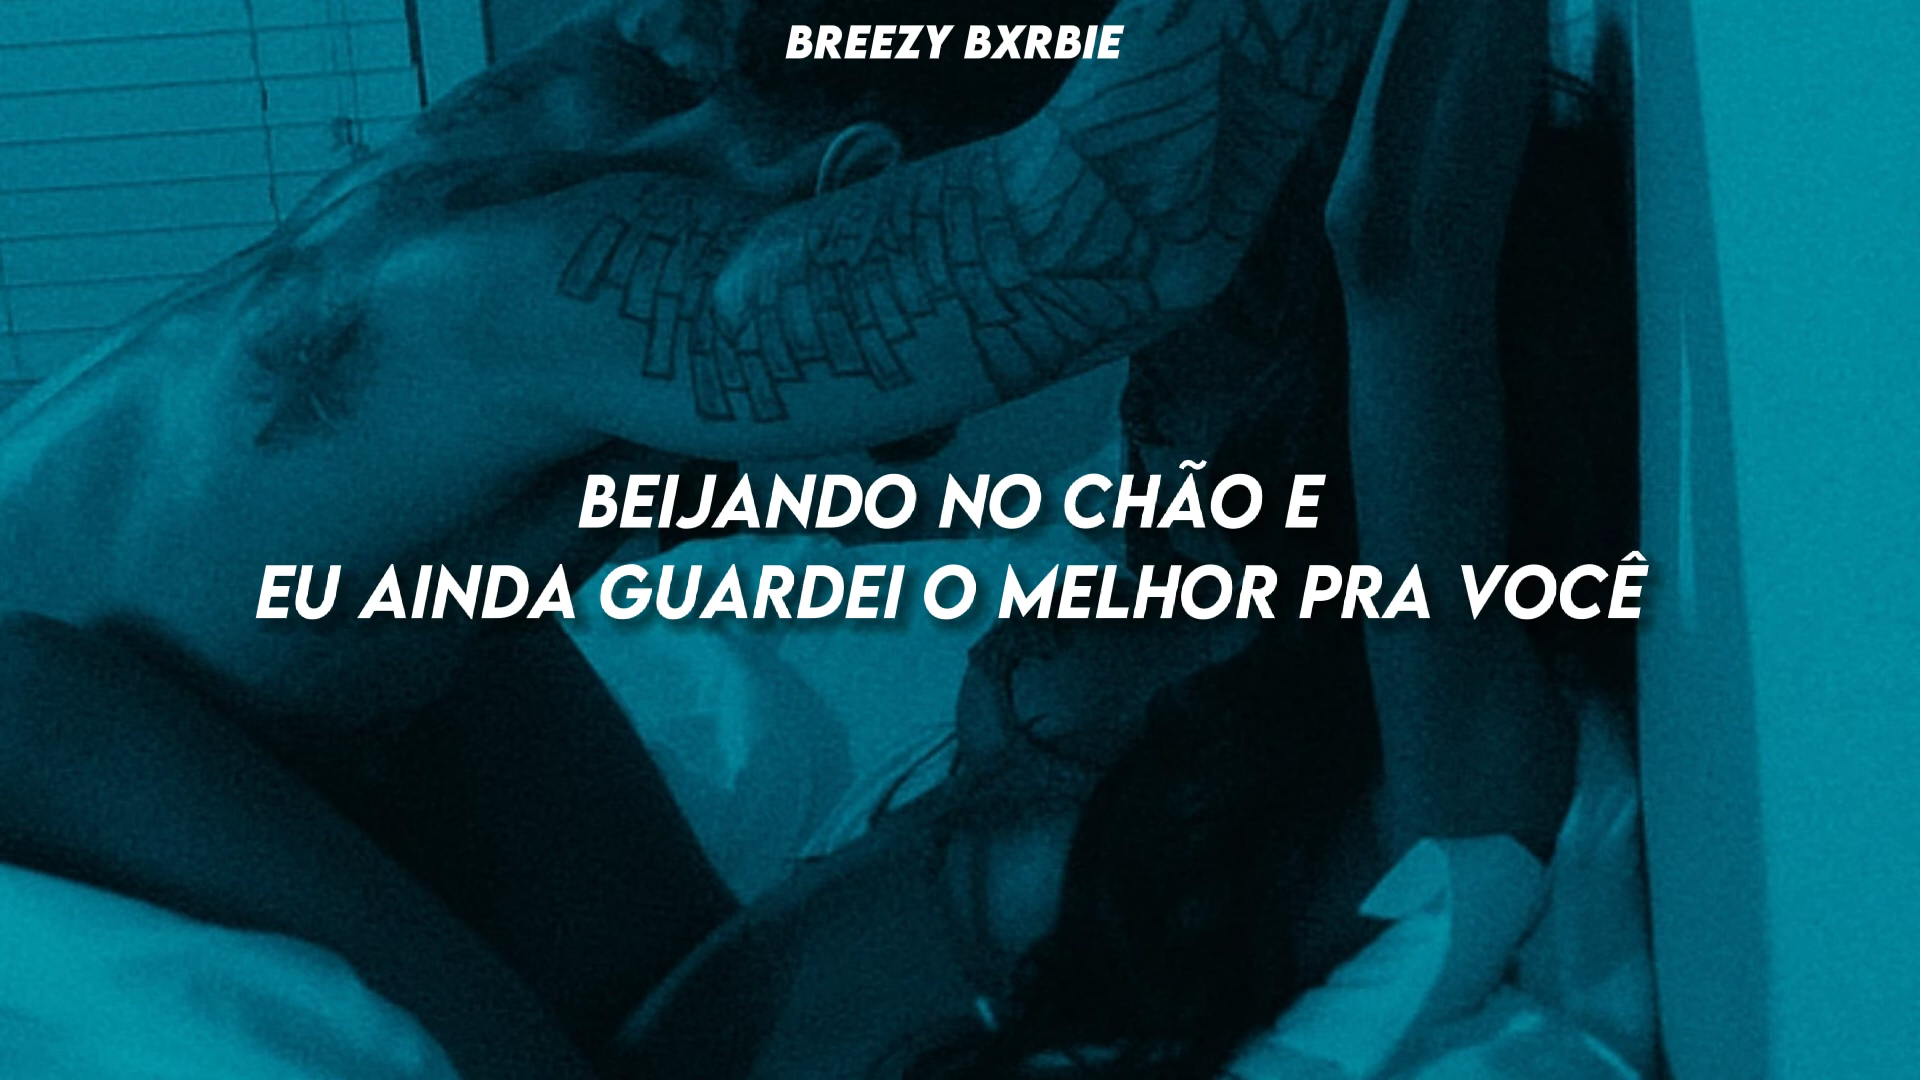 BREEZY BXRBIE
BEIJANDO NO CHÃO E
EU AINDA GUARDEI O MELHOR PRA VOCÊ